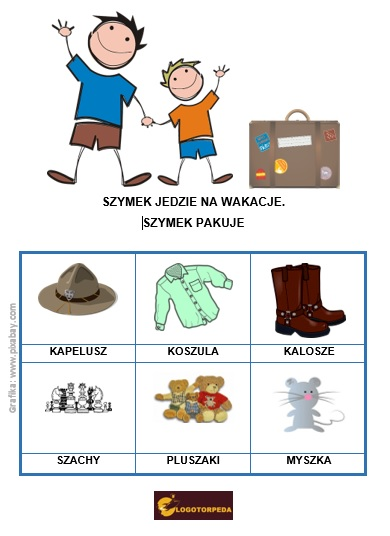 SZYMEK JEDZIE NA WAKACJE.
SZYMEK PAKUJE
KAPELUSZ KOSZULA KALOSZE
SZACHY PLUSZAKI MYSZKA
Grafika: www.pixabay.com
LOGOTORPEDA